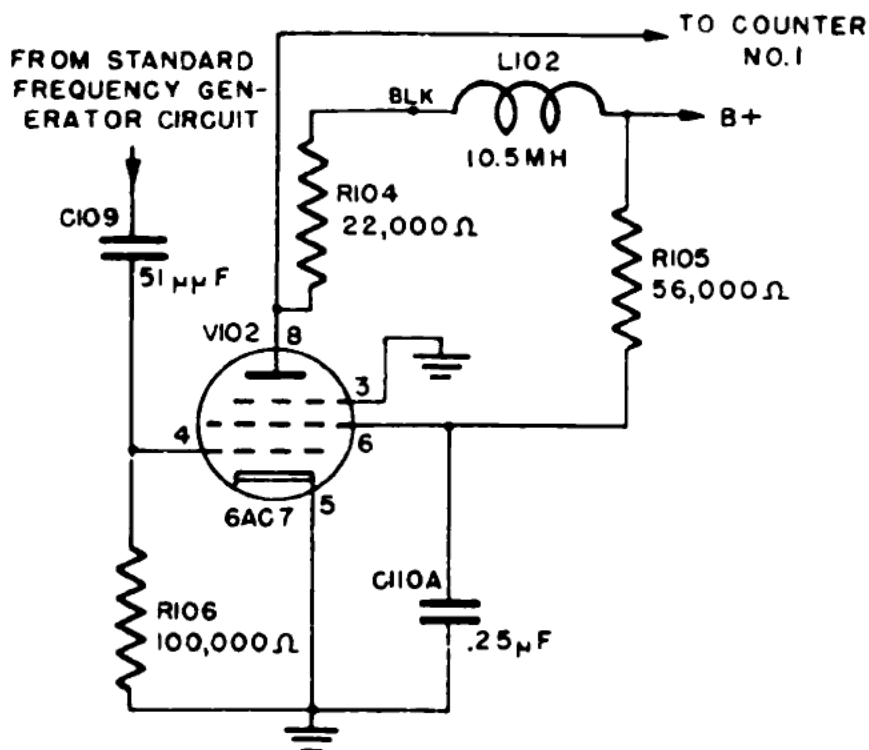 FROM STANDARD
FREQUENCY GEN-
ERATOR CIRCUIT
TO COUNTER
NO.1
L102
BLK
B+
10.5MH
R104
22,000Ω
C109
51μμF
R105
56,000Ω
V102
8
3
4
6
5
6AC7
C110A
.25μF
R106
100,000Ω